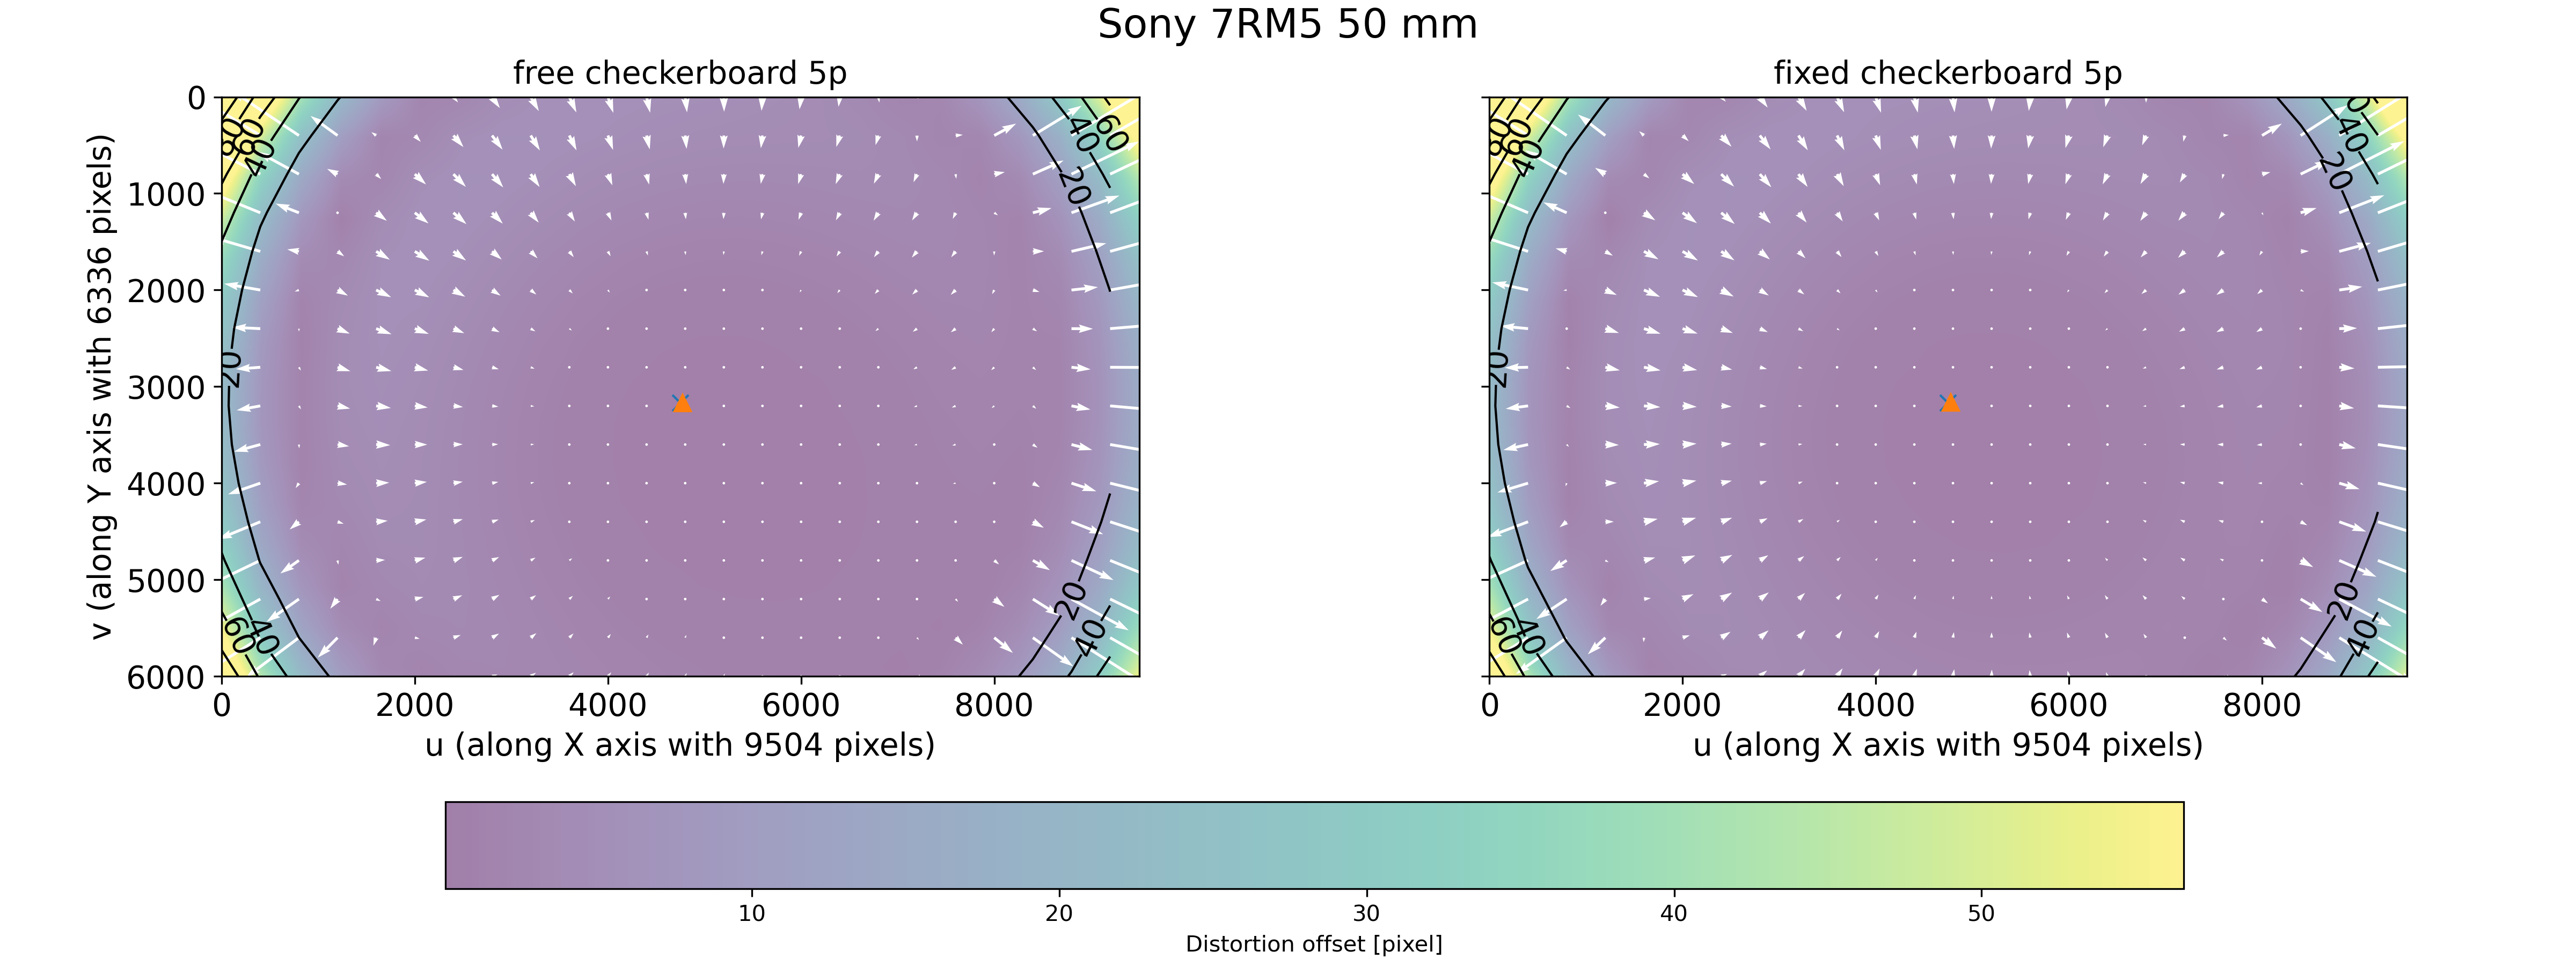 Sony 7RM5 50 mm
free checkerboard 5p
fixed checkerboard 5p
v (along Y axis with 6336 pixels)
0
1000
2000
3000
4000
5000
6000
80
60
40
20
60
40
20
60
40
20
40
80
60
40
20
60
40
20
40
20
40
20
0 2000 4000 6000 8000
0 2000 4000 6000 8000
u (along X axis with 9504 pixels)
u (along X axis with 9504 pixels)
10 20 30 40 50
Distortion offset [pixel]